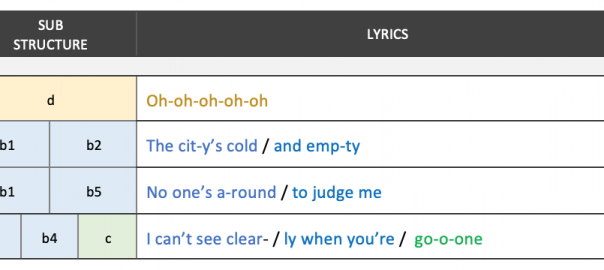 SUB
STRUCTURE
LYRICS
d
Oh-oh-oh-oh-oh
b1 b2 The cit-y's cold / and emp-ty
b1 b5 No one's a-round / to judge me
b4 c I can't see clear- / ly when you're / go-o-one